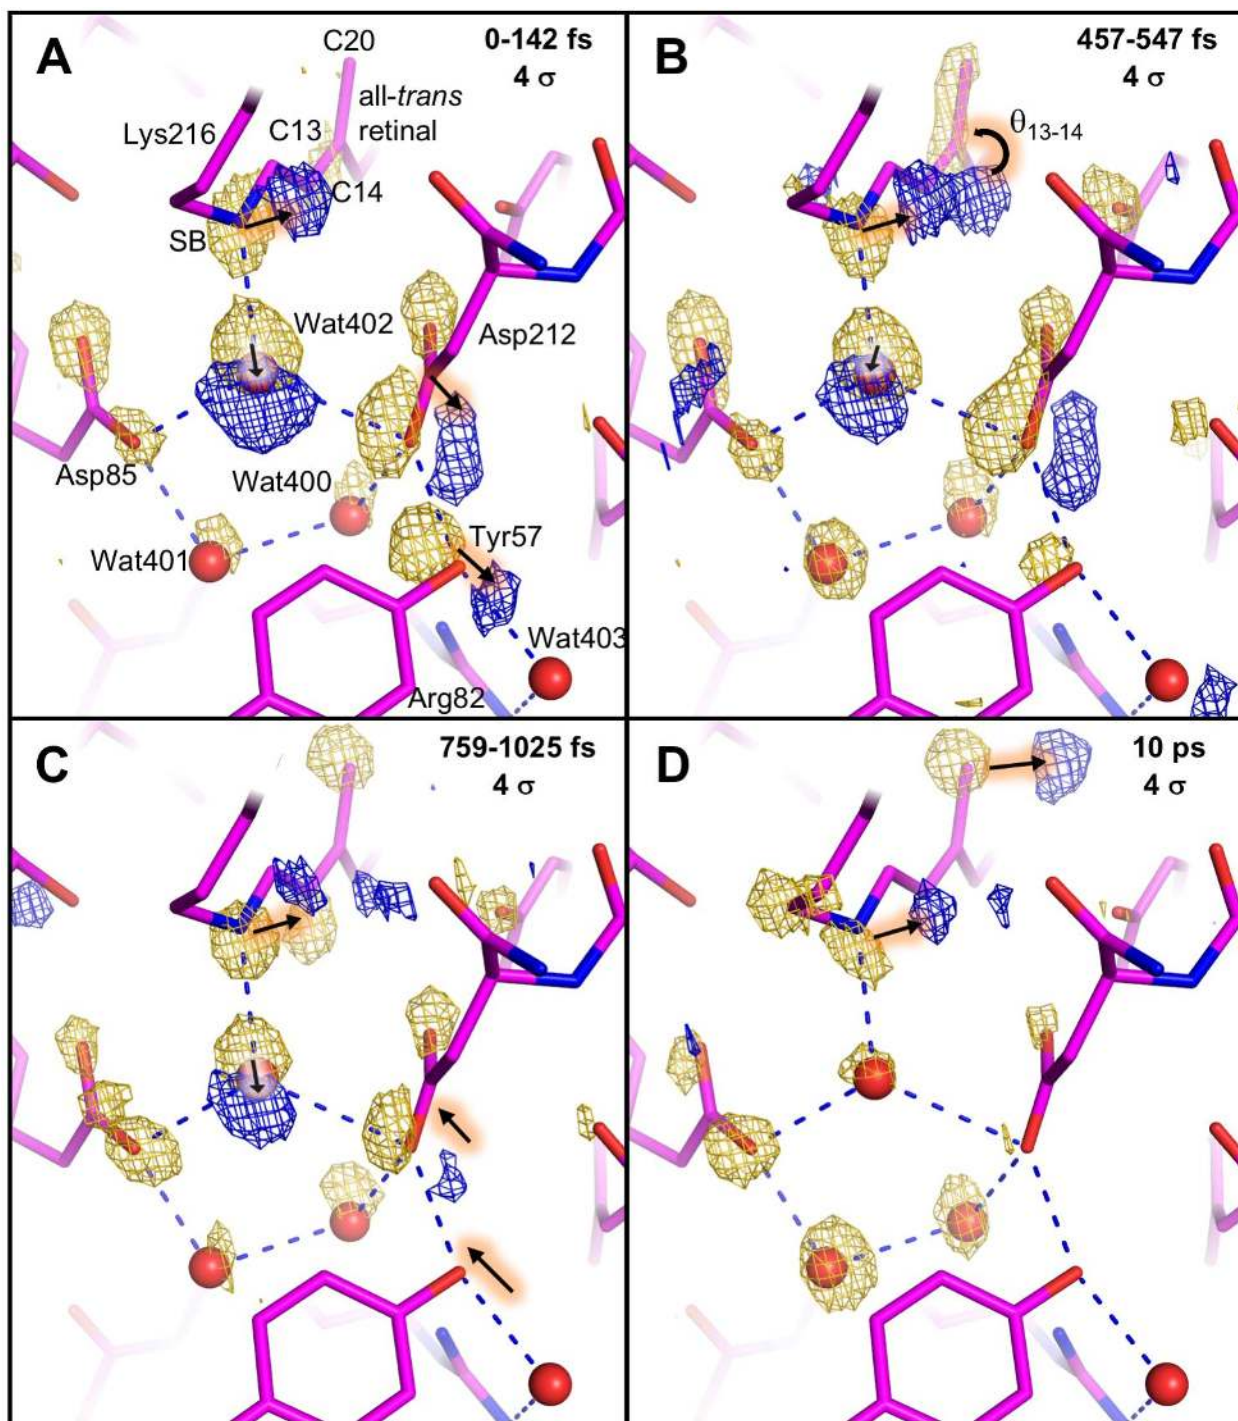 A
0-142 fs
4 σ
C20
all-trans
retinal
Lys216
C13
C14
SB
Wat402
Asp212
Asp85
Wat400
Wat401
Tyr57
Wat403
Arg82
B
457-547 fs
4 σ
θ13-14
C
759-1025 fs
4 σ
D
10 ps
4 σ